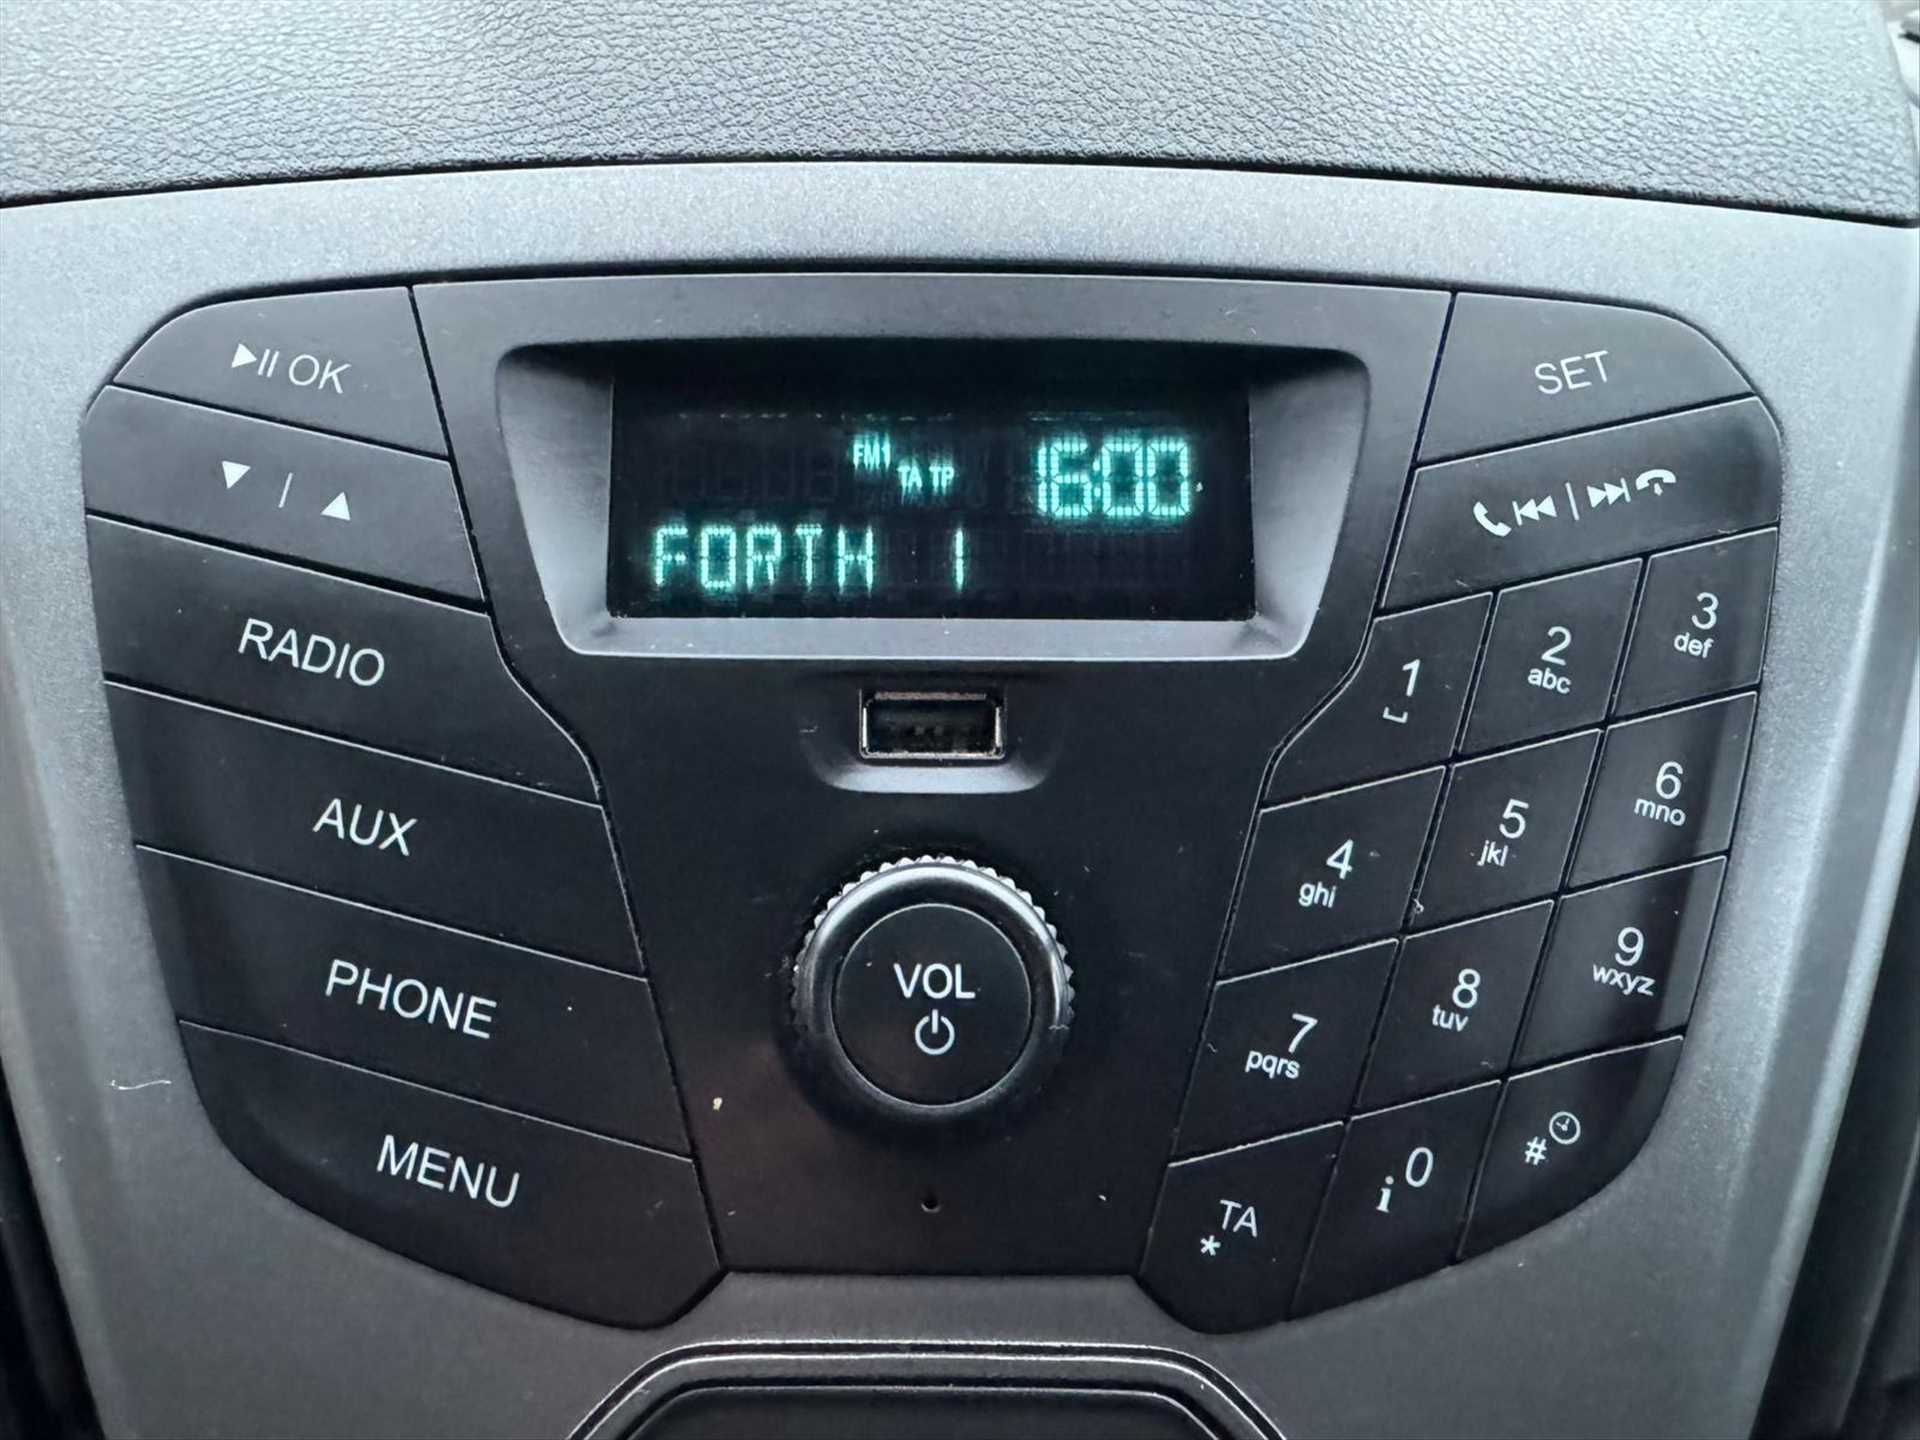 ⏯ OK
SET
FM1
TA TP
16:00
FORTH 1
RADIO
AUX
PHONE
MENU
VOL
1
2
abc
3
def
4
ghi
5
jkl
6
mno
7
pqrs
8
tuv
9
wxyz
TA
*
i 0
#